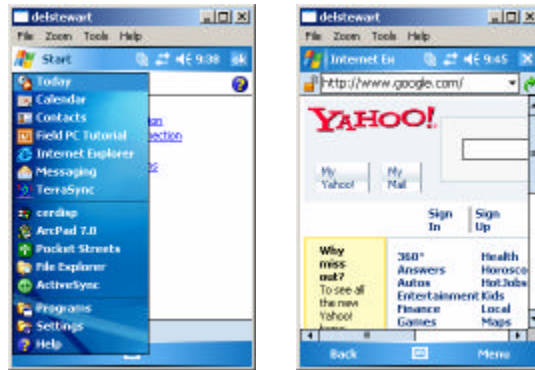 delstewart
File Zoom Tools Help
Start 9:38 ok
Today
Calendar
Contacts
Field PC Tutorial
Internet Explorer
Messaging
TerraSync
cerdisp
ArcPad 7.0
Pocket Streets
File Explorer
ActiveSync
Programs
Settings
Help
delstewart
File Zoom Tools Help
Internet Ex 9:45
http://www.google.com/
YAHOO!
My Yahoo!
My Mail
Sign In
Sign Up
Why
miss
out?
To see all
the new
Yahoo!
360° Health
Answers Horosco
Autos HotJobs
Entertainment Kids
Finance Local
Games Maps
Back Menu